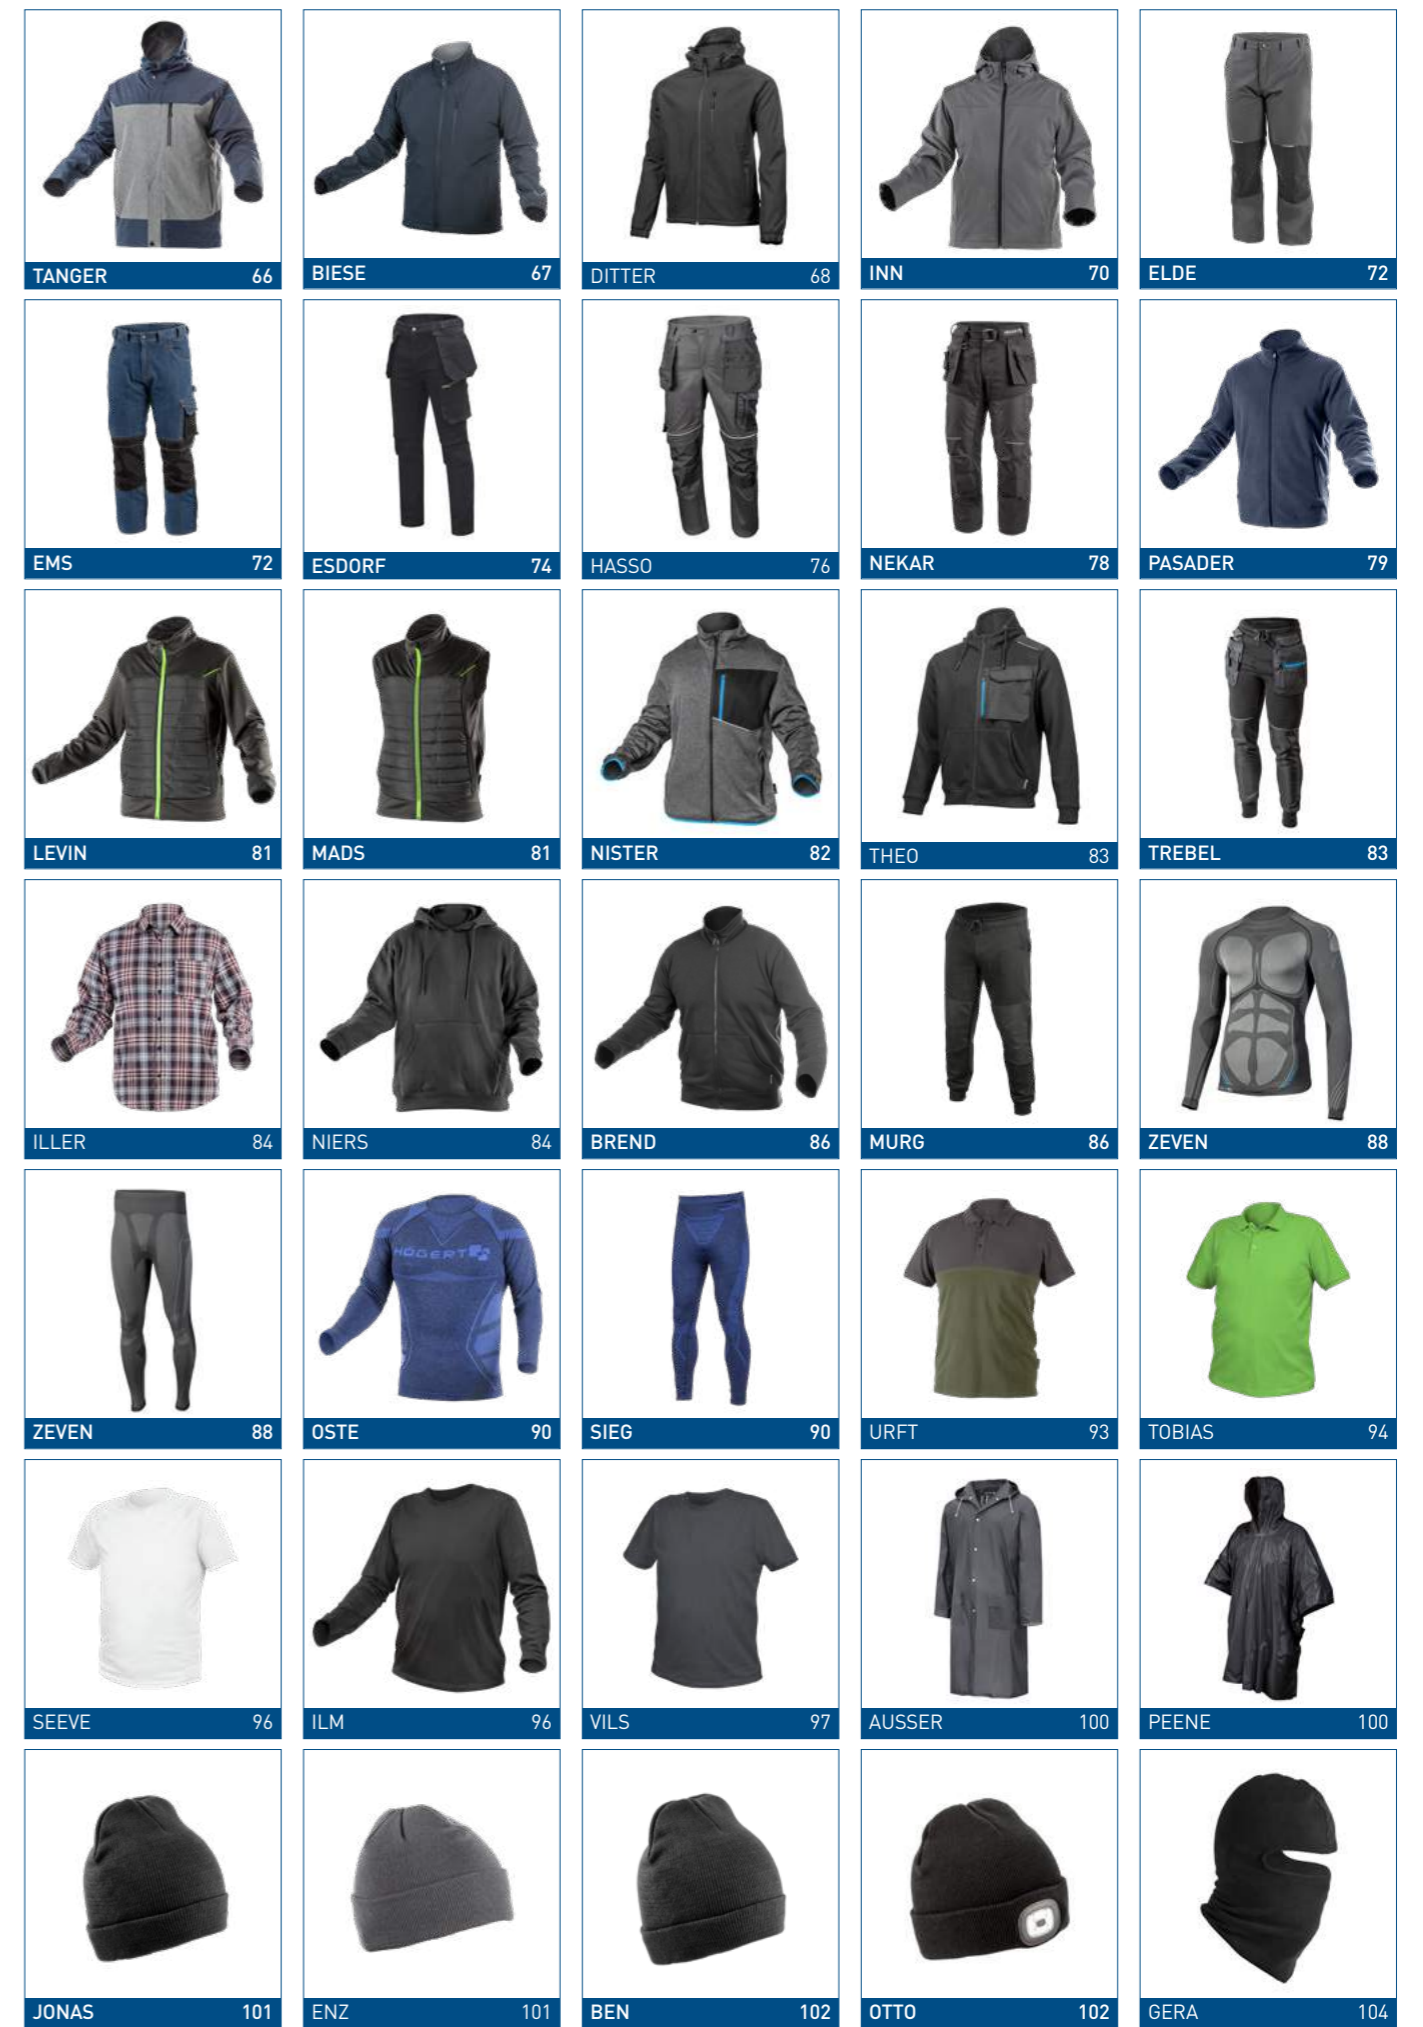 TANGER 66
BIESE 67
DITTER 68
INN 70
ELDE 72
EMS 72
ESDORF 74
HASSO 76
NEKAR 78
PASADER 79
LEVIN 81
MADS 81
NISTER 82
THEO 83
TREBEL 83
ILLER 84
NIERS 84
BREND 86
MURG 86
ZEVEN 88
ZEVEN 88
HÖGERT
OSTE 90
SIEG 90
URFT 93
TOBIAS 94
SEEVE 96
ILM 96
VILS 97
AUSSER 100
PEENE 100
JONAS 101
ENZ 101
BEN 102
OTTO 102
GERA 104